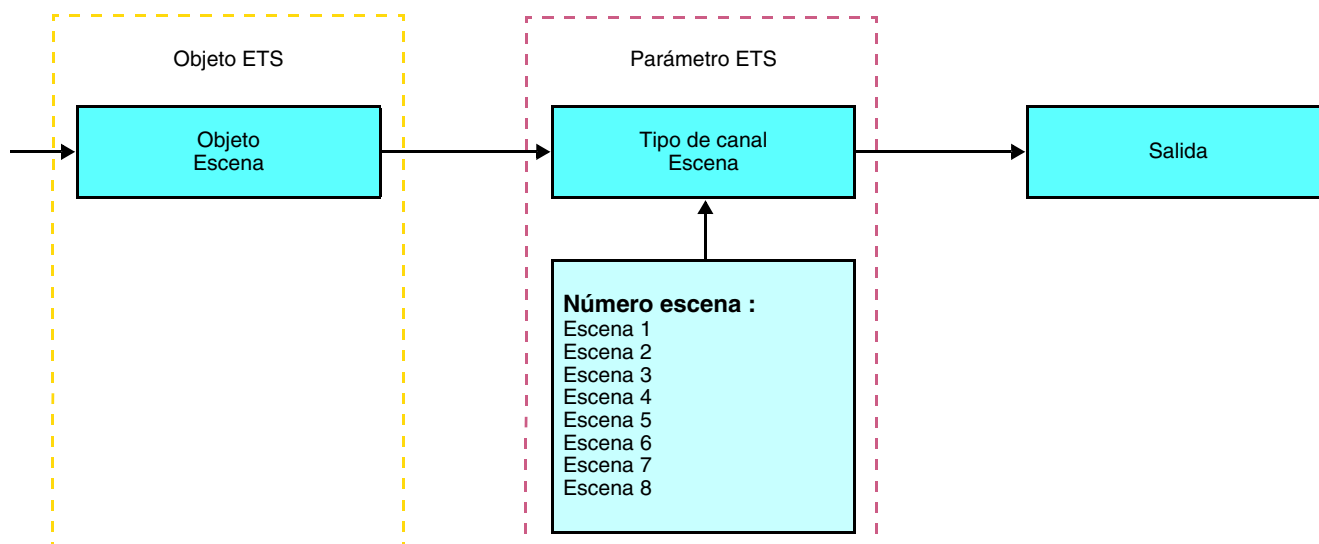 Objeto ETS
Parámetro ETS
Objeto
Escena
Tipo de canal
Escena
Salida
Número escena :
Escena 1
Escena 2
Escena 3
Escena 4
Escena 5
Escena 6
Escena 7
Escena 8